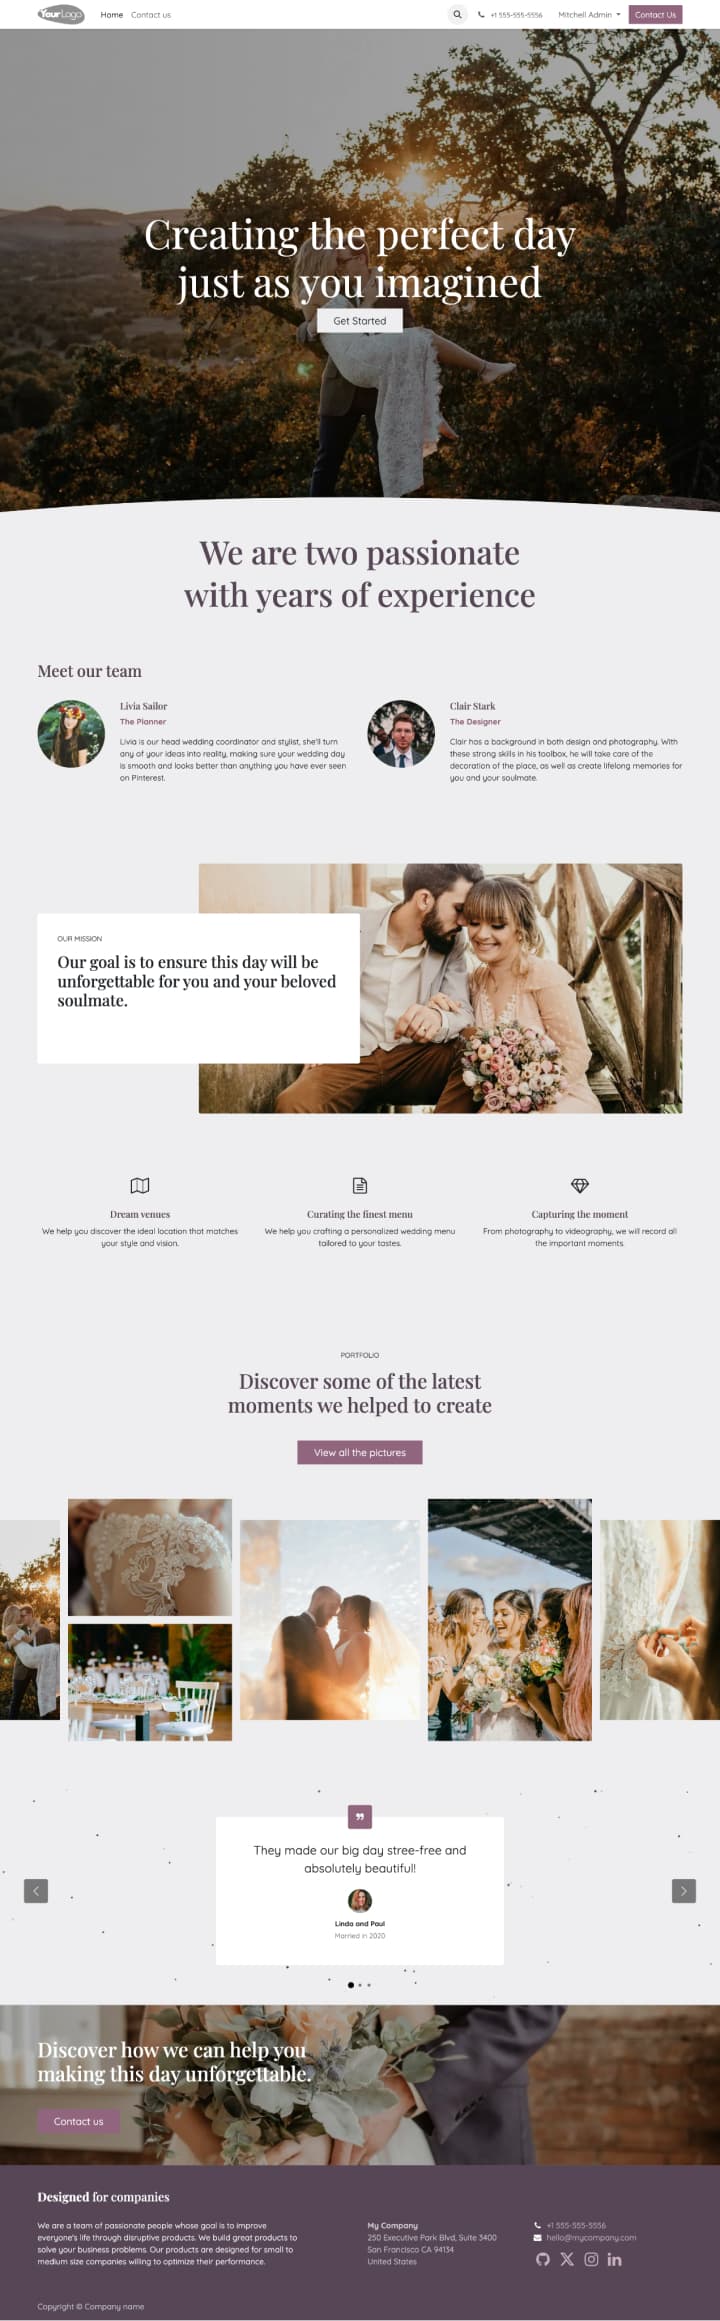 YourLogo
Home
Contact us
+1 555-555-5556
Mitchell Admin
Contact Us
Creating the perfect day
just as you imagined
Get Started
We are two passionate
with years of experience
Meet our team
Livia Sailor
The Planner
Livia is our head wedding coordinator and stylist, she'll turn
any of your ideas into reality, making sure your wedding day
is smooth and looks better than anything you have ever seen
on Pinterest.
Clair Stark
The Designer
Clair has a background in both design and photography. With
these strong skills in his toolbox, he will take care of the
decoration of the place, as well as create lifelong memories for
you and your soulmate.
OUR MISSION
Our goal is to ensure this day will be
unforgettable for you and your beloved
soulmate.
Dream venues
We help you discover the ideal location that matches
your style and vision.
Curating the finest menu
We help you crafting a personalized wedding menu
tailored to your tastes.
Capturing the moment
From photography to videography, we will record all
the important moments.
PORTFOLIO
Discover some of the latest
moments we helped to create
View all the pictures
They made our big day stree-free and
absolutely beautiful!
Linda and Paul
Married in 2020
Discover how we can help you
making this day unforgettable.
Contact us
Designed for companies
We are a team of passionate people whose goal is to improve
everyone's life through disruptive products. We build great products to
solve your business problems. Our products are designed for small to
medium size companies willing to optimize their performance.
My Company
250 Executive Park Blvd, Suite 3400
San Francisco CA 94134
United States
+1 555-555-5556
hello@mycompany.com
Copyright © Company name